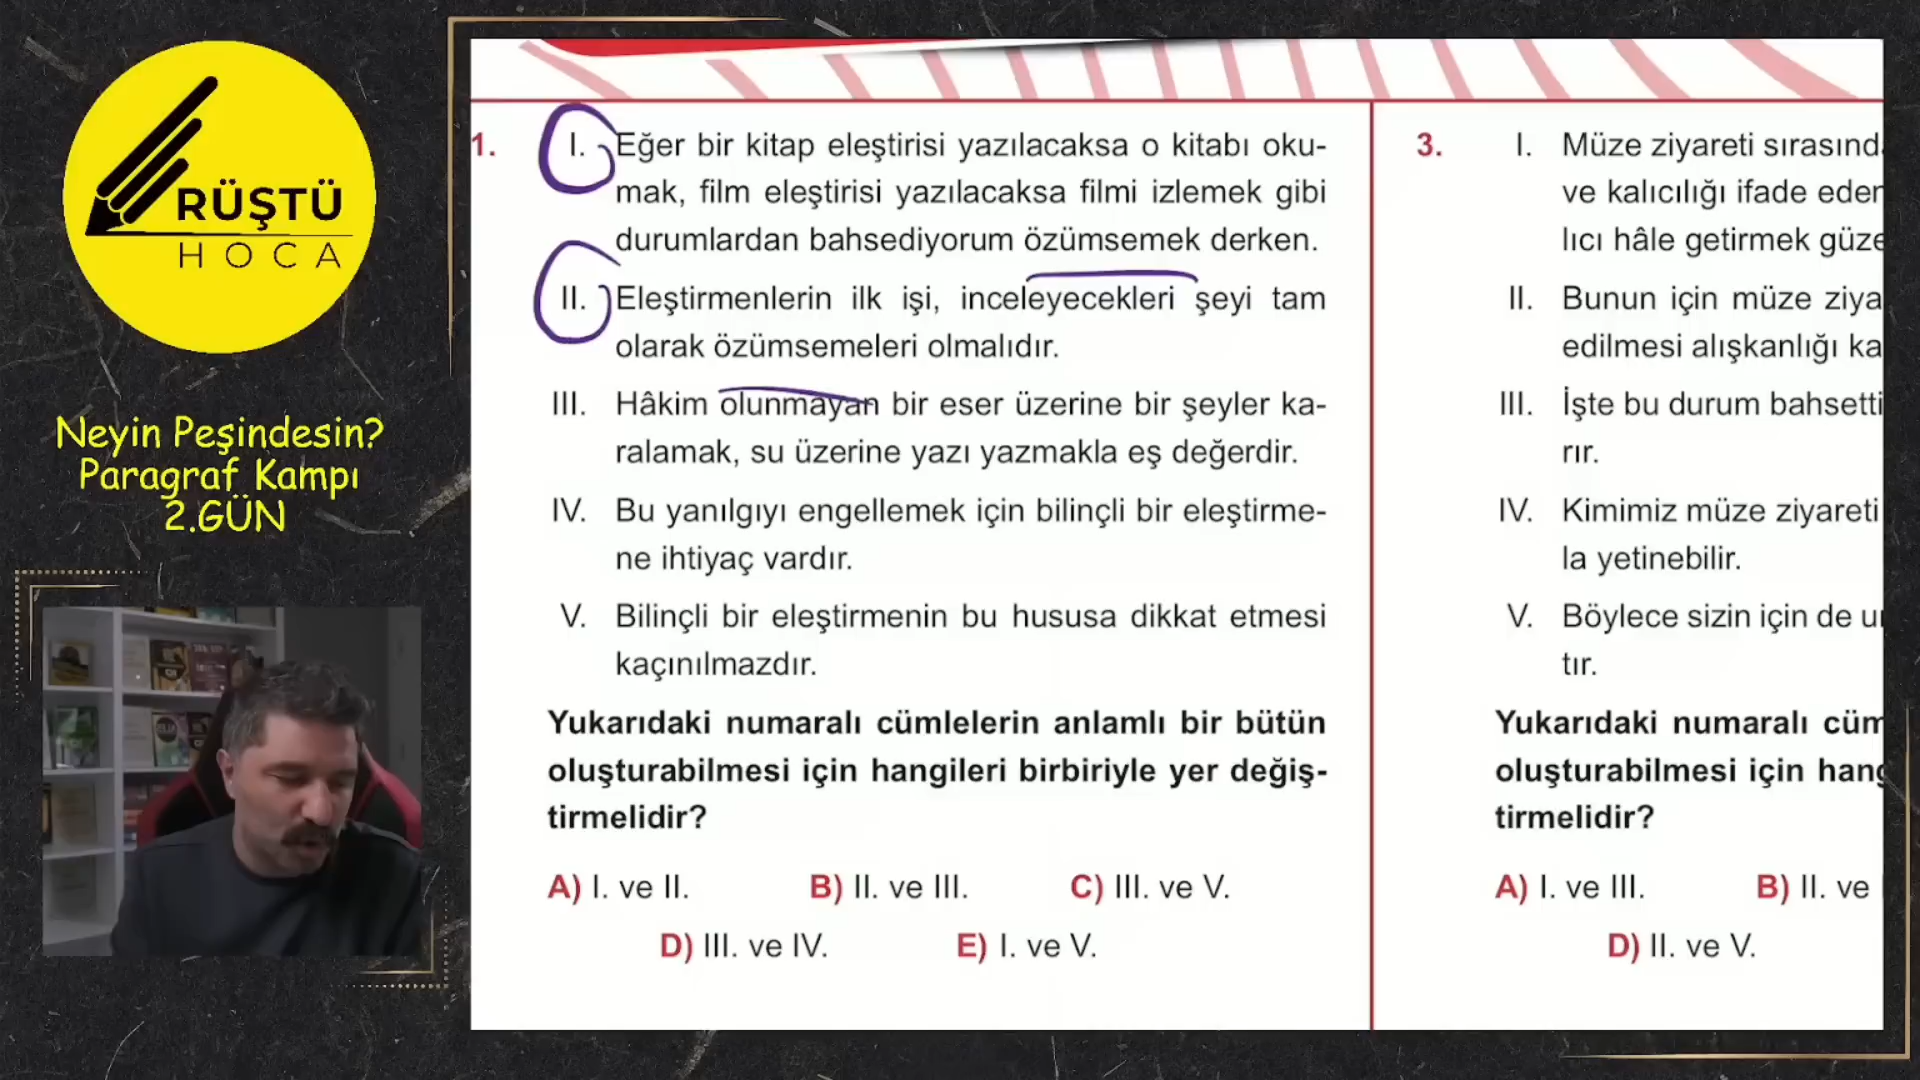 RÜŞTÜ
HOCA
Neyin Peşindesin?
Paragraf Kampı
2.GÜN
1. I. Eğer bir kitap eleştirisi yazılacaksa o kitabı oku-
mak, film eleştirisi yazılacaksa filmi izlemek gibi
durumlardan bahsediyorum özümsemek derken.
II. Eleştirmenlerin ilk işi, inceleyecekleri şeyi tam
olarak özümsemeleri olmalıdır.
III. Hâkim olunmayan bir eser üzerine bir şeyler ka-
ralamak, su üzerine yazı yazmakla eş değerdir.
IV. Bu yanılgıyı engellemek için bilinçli bir eleştirme-
ne ihtiyaç vardır.
V. Bilinçli bir eleştirmenin bu hususa dikkat etmesi
kaçınılmazdır.
Yukarıdaki numaralı cümlelerin anlamlı bir bütün
oluşturabilmesi için hangileri birbiriyle yer değiş-
tirmelidir?
A) I. ve II. B) II. ve III. C) III. ve V.
D) III. ve IV. E) I. ve V.
3. I. Müze ziyareti sırasınd
ve kalıcılığı ifade eder
lıcı hâle getirmek güze
II. Bunun için müze ziya
edilmesi alışkanlığı ka
III. İşte bu durum bahsetti
rır.
IV. Kimimiz müze ziyareti
la yetinebilir.
V. Böylece sizin için de
tır.
Yukarıdaki numaralı cüm
oluşturabilmesi için hang
tirmelidir?
A) I. ve III. B) II. ve
D) II. ve V.